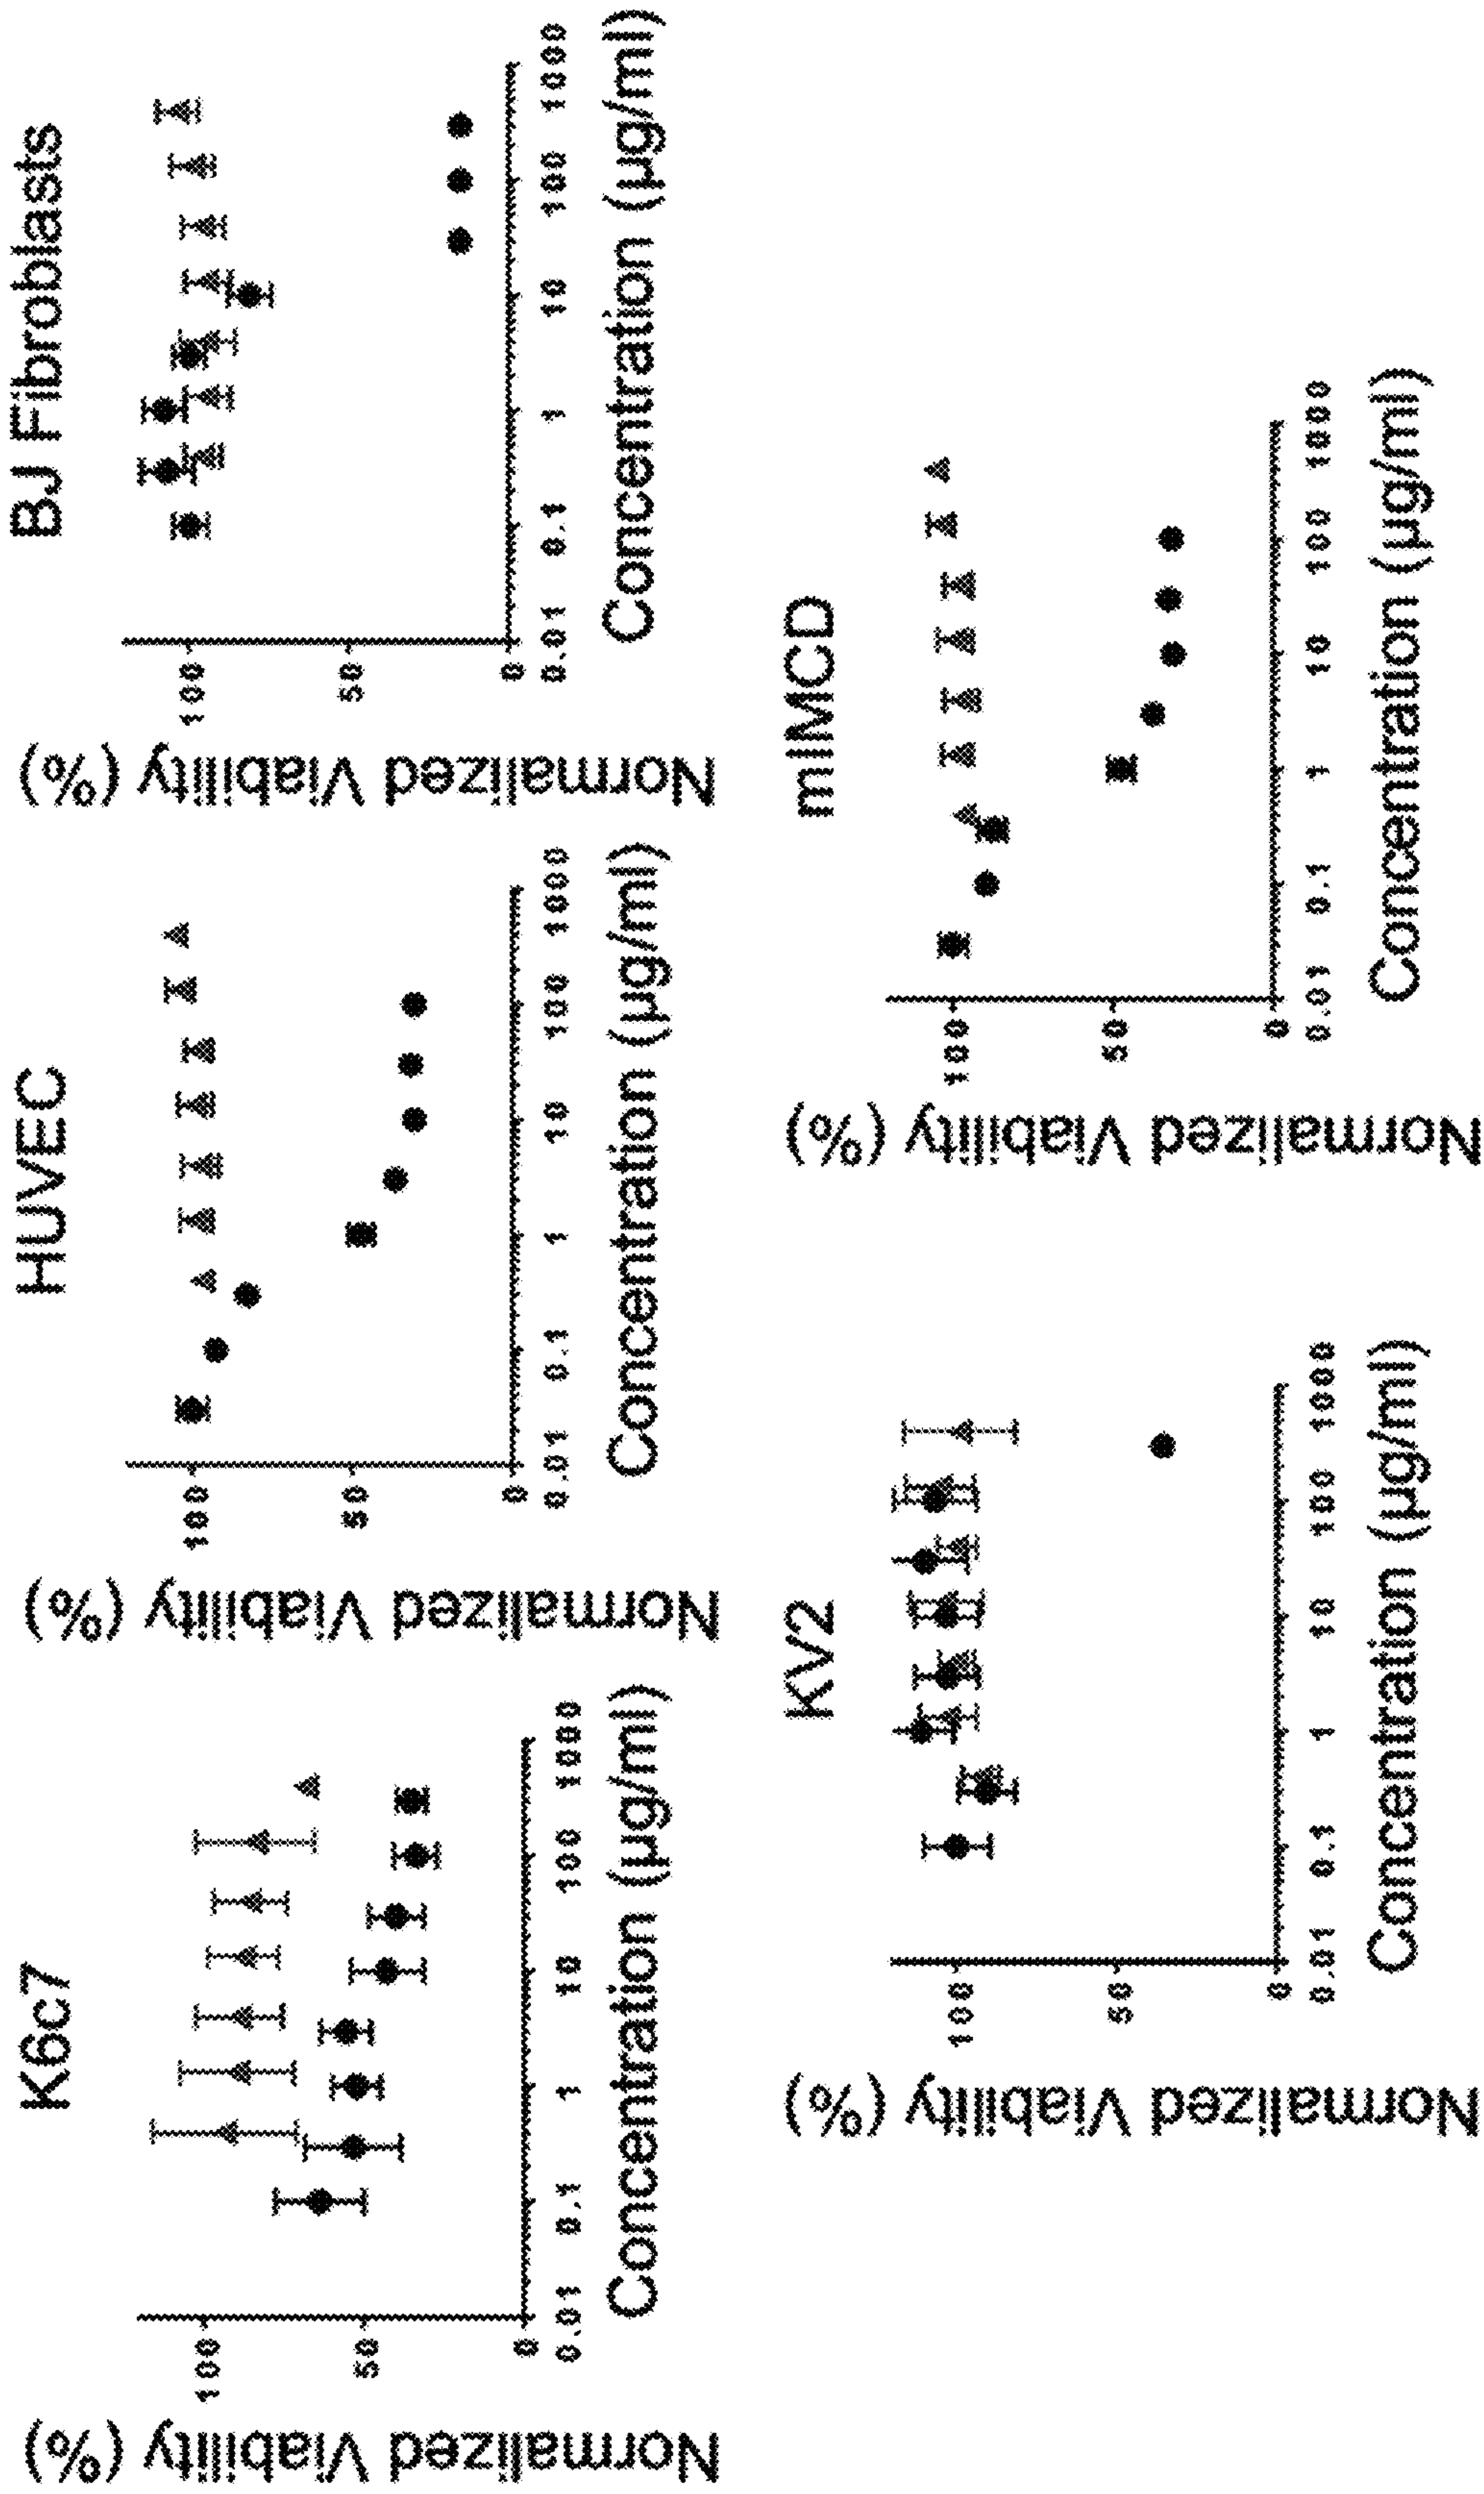 K6c7
Normalized Viability (%)
100
50
0
0.01 0.1 1 10 100 1000
Concentration (µg/ml)
HUVEC
Normalized Viability (%)
100
50
0
0.01 0.1 1 10 100 1000
Concentration (µg/ml)
BJ Fibroblasts
Normalized Viability (%)
100
50
0
0.01 0.1 1 10 100 1000
Concentration (µg/ml)
KV2
Normalized Viability (%)
100
50
0
0.01 0.1 1 10 100 1000
Concentration (µg/ml)
mIMCD
Normalized Viability (%)
100
50
0
0.01 0.1 1 10 100 1000
Concentration (µg/ml)